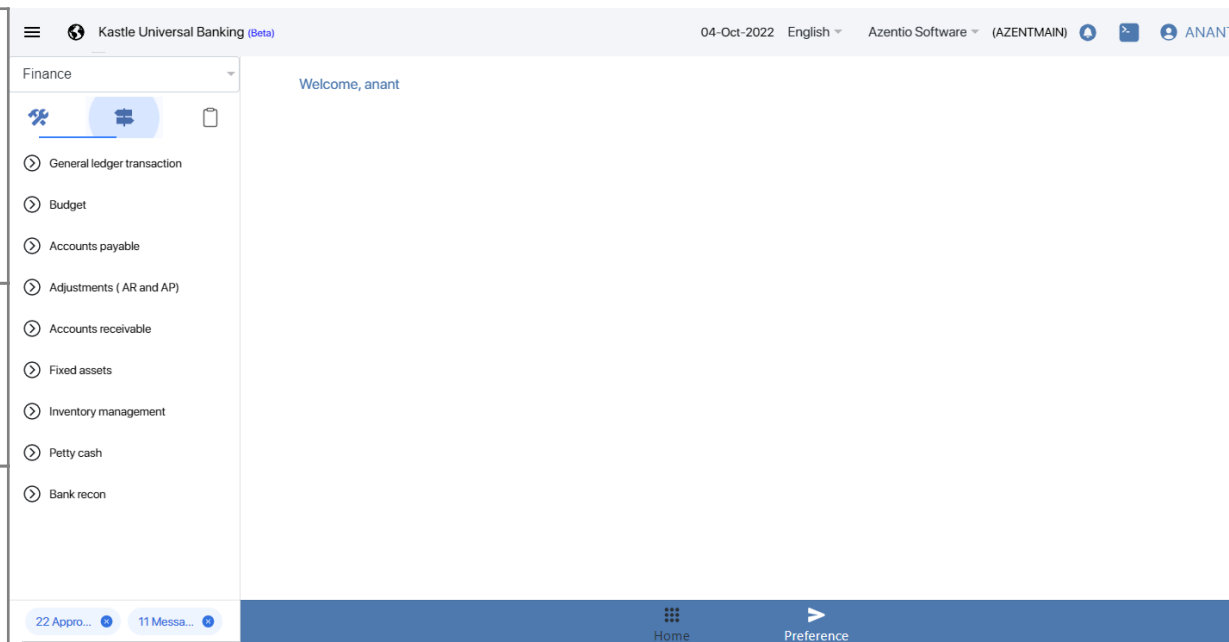 Kastle Universal Banking (Beta)
04-Oct-2022 English Azentio Software (AZENTMAIN) ANANT
Finance
Welcome, anant
General ledger transaction
Budget
Accounts payable
Adjustments ( AR and AP)
Accounts receivable
Fixed assets
Inventory management
Petty cash
Bank recon
22 Appro... 11 Messa...
Home Preference